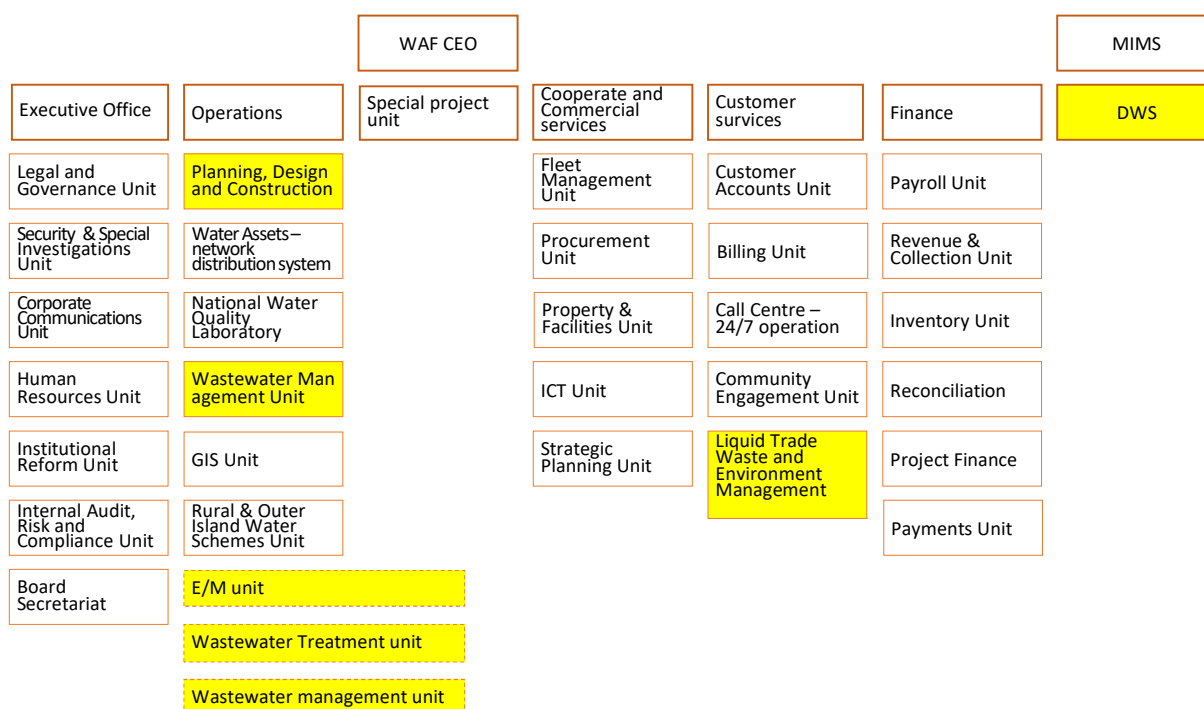 WAF CEO
MIMS
Executive Office
Operations
Special project
unit
Cooperate and
Commercial
services
Customer
survices
Finance
DWS
Legal and
Governance Unit
Planning, Design
and Construction
Fleet
Management
Unit
Customer
Accounts Unit
Payroll Unit
Security & Special
Investigations
Unit
Water Assets –
network
distribution system
Procurement
Unit
Billing Unit
Revenue &
Collection Unit
Corporate
Communications
Unit
National Water
Quality
Laboratory
Property &
Facilities Unit
Call Centre –
24/7 operation
Inventory Unit
Human
Resources Unit
Wastewater Man
agement Unit
ICT Unit
Community
Engagement Unit
Reconciliation
Institutional
Reform Unit
GIS Unit
Strategic
Planning Unit
Liquid Trade
Waste and
Environment
Management
Project Finance
Internal Audit,
Risk and
Compliance Unit
Rural & Outer
Island Water
Schemes Unit
Payments Unit
Board
Secretariat
E/M unit
Wastewater Treatment unit
Wastewater management unit